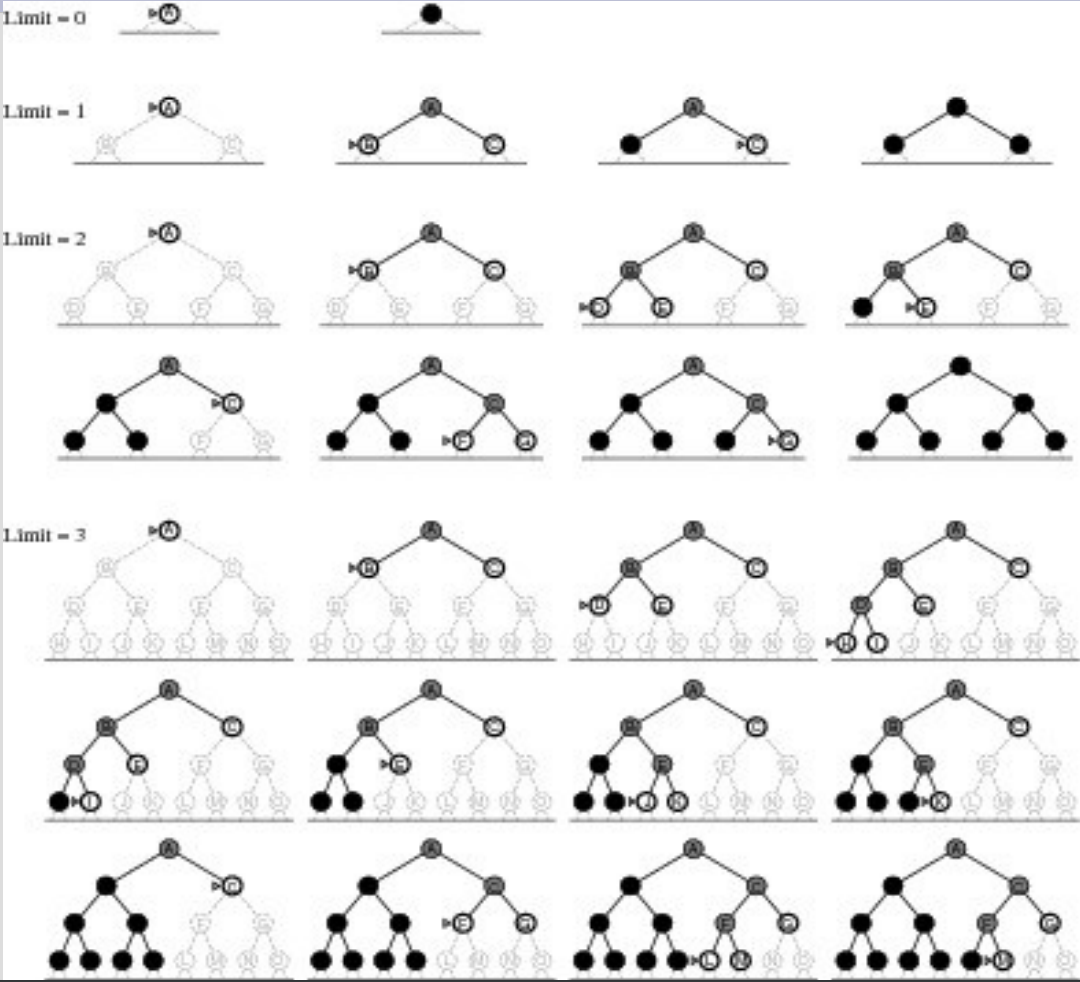 Limit = 0 A
Limit = 1 A A A
B C B C C
Limit = 2 A A A A
B C B C B C B C
D E F G D E F G D E F G E F G
A A A
C C C
F G F G G
Limit = 3 A A A A
B C B C B C B C
D E F G D E F G D E F G D E F G
H I J K L M N O H I J K L M N O H I J K L M N O H I J K L M N O
A A A A
B C B C B C B C
D E F G E F G E F G E F G
I J K L M N O J K L M N O J K L M N O K L M N O
A A A A
C C C C
F G F G F G F G
L M N O L M N O L M N O M N O